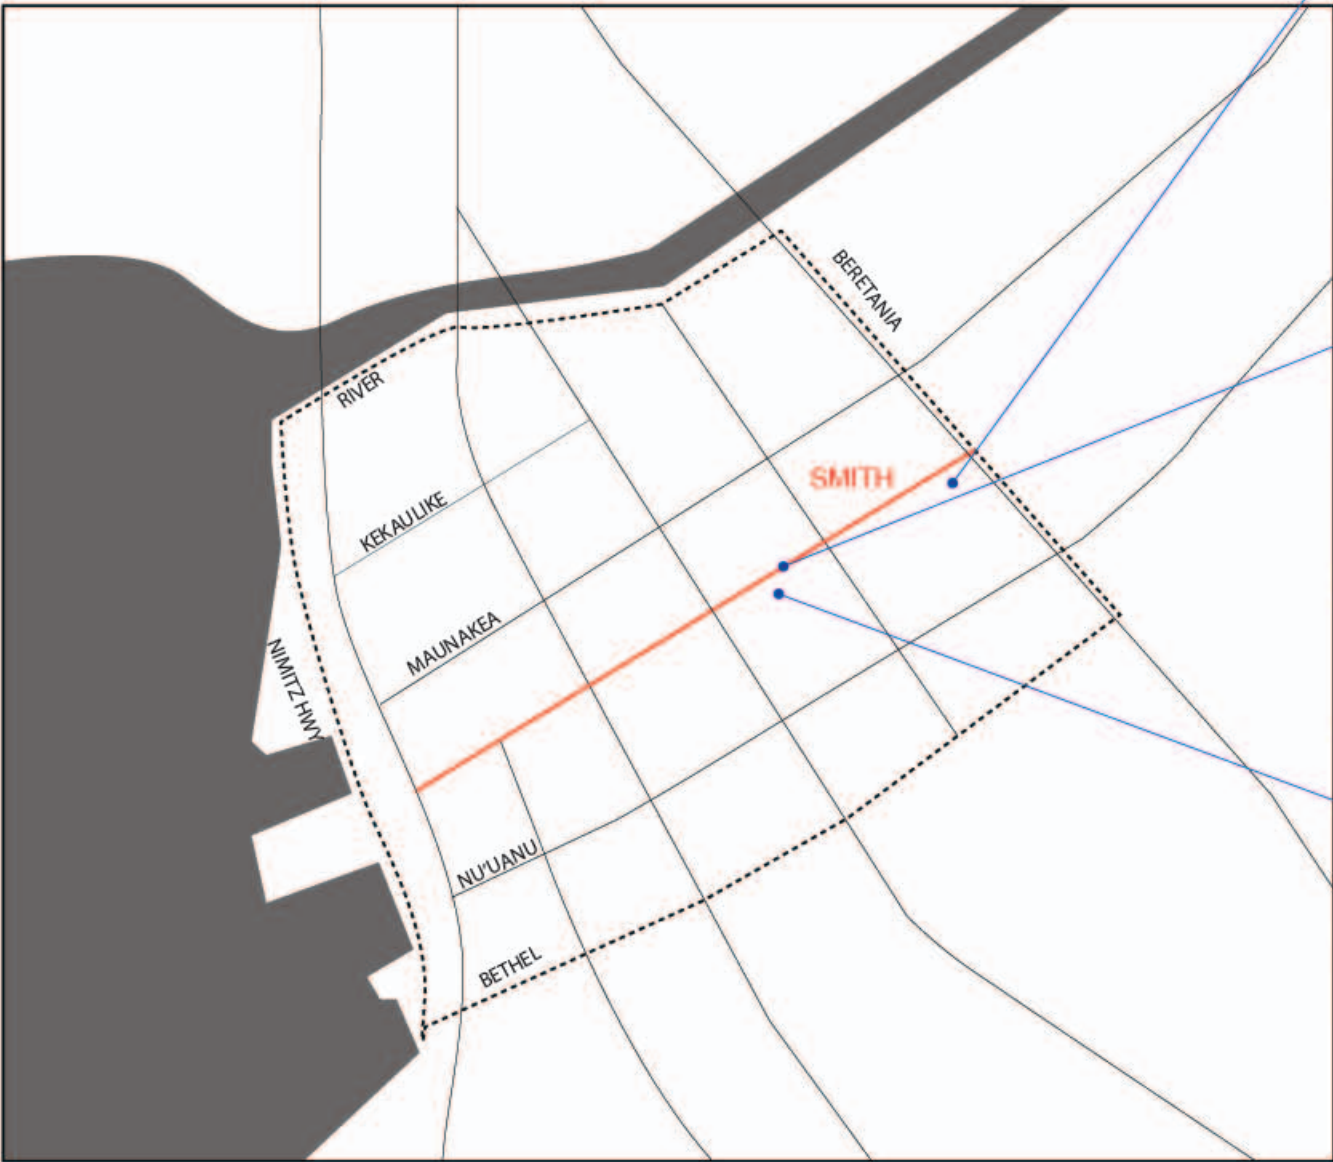 BERETANIA
RIVER
SMITH
KEKAULIKE
MAUNAKEA
NIMITZ HWY
NU'UANU
BETHEL